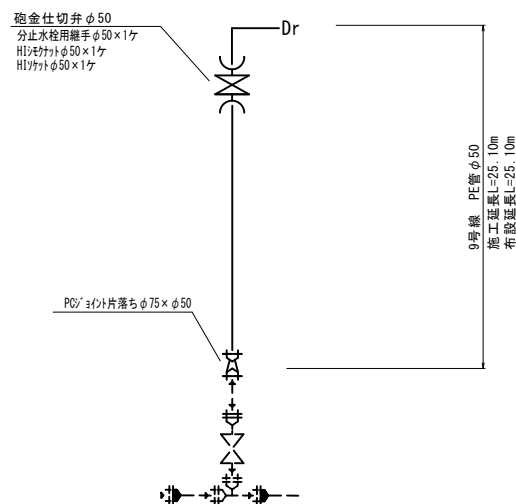 砲金仕切弁φ50
分止水栓用継手φ50×1ケ
HIシモクナットφ50×1ケ
HIソケットφ50×1ケ
Dr
9号線 PE管φ50
施工延長L=25.10m
布設延長L=25.10m
PCジョイント片落ちφ75×φ50